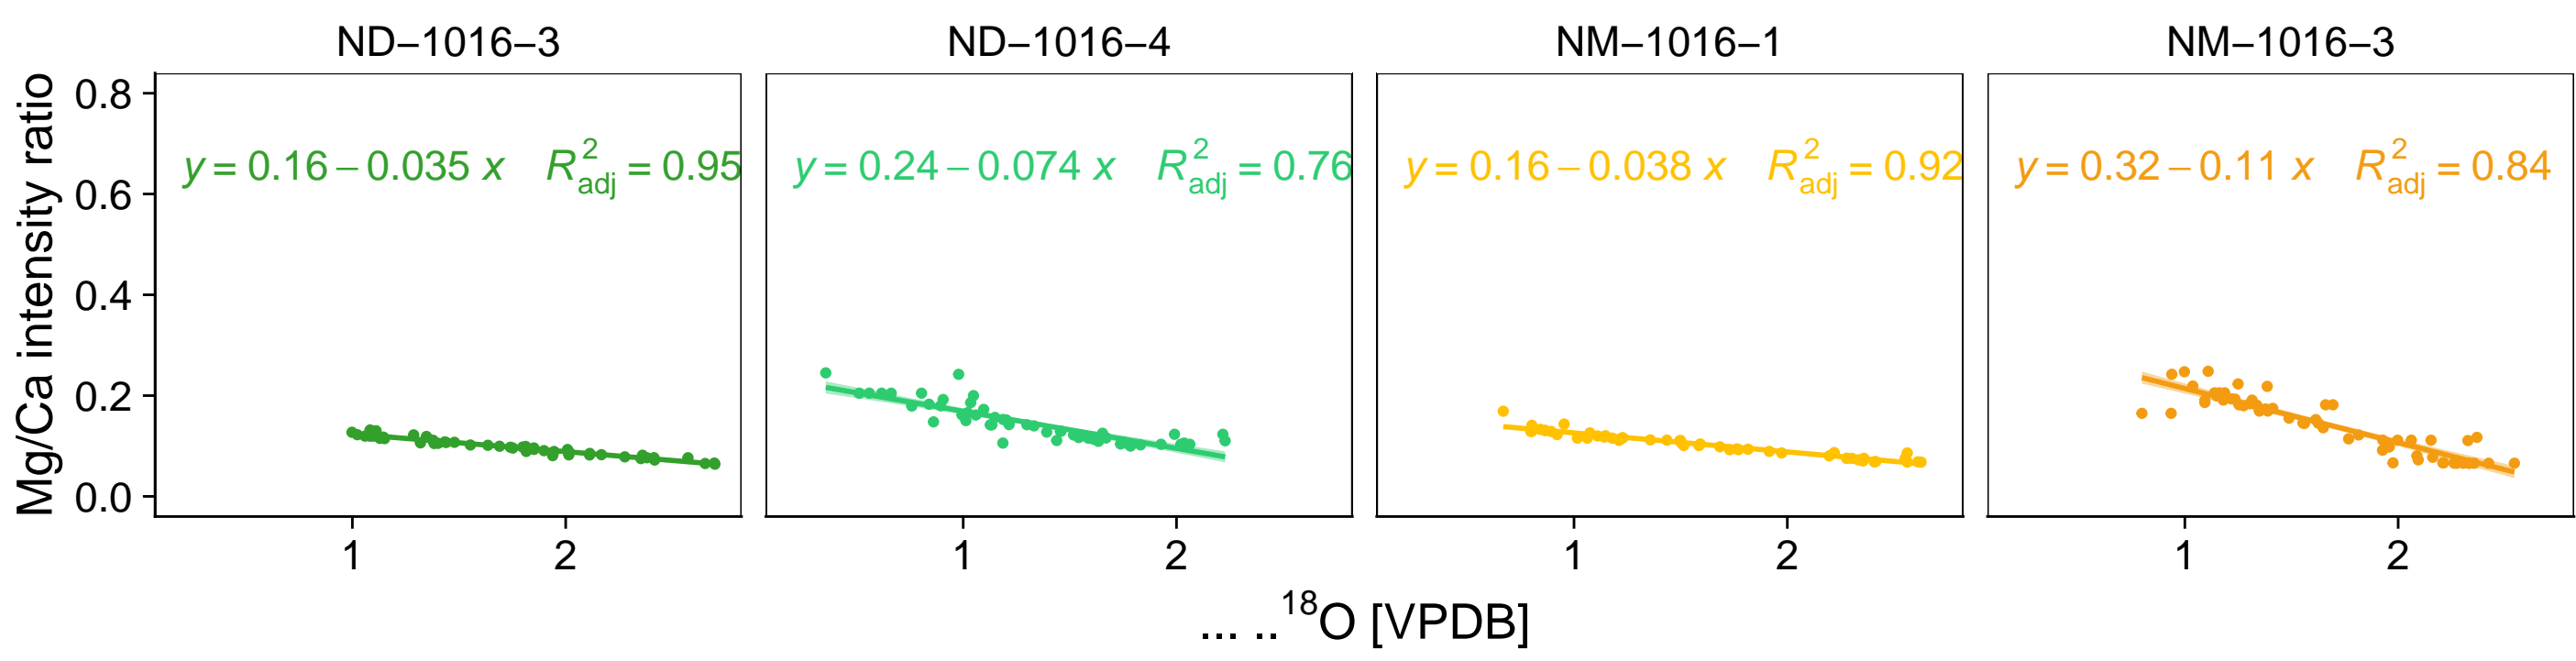 ND−1016−3 ND−1016−4 NM−1016−1 NM−1016−3
Mg/Ca intensity ratio
0.8
0.6
0.4
0.2
0.0
y = 0.16 − 0.035 x R²adj = 0.95
y = 0.24 − 0.074 x R²adj = 0.76
y = 0.16 − 0.038 x R²adj = 0.92
y = 0.32 − 0.11 x R²adj = 0.84
1 2 1 2 1 2 1 2
... ..¹⁸O [VPDB]